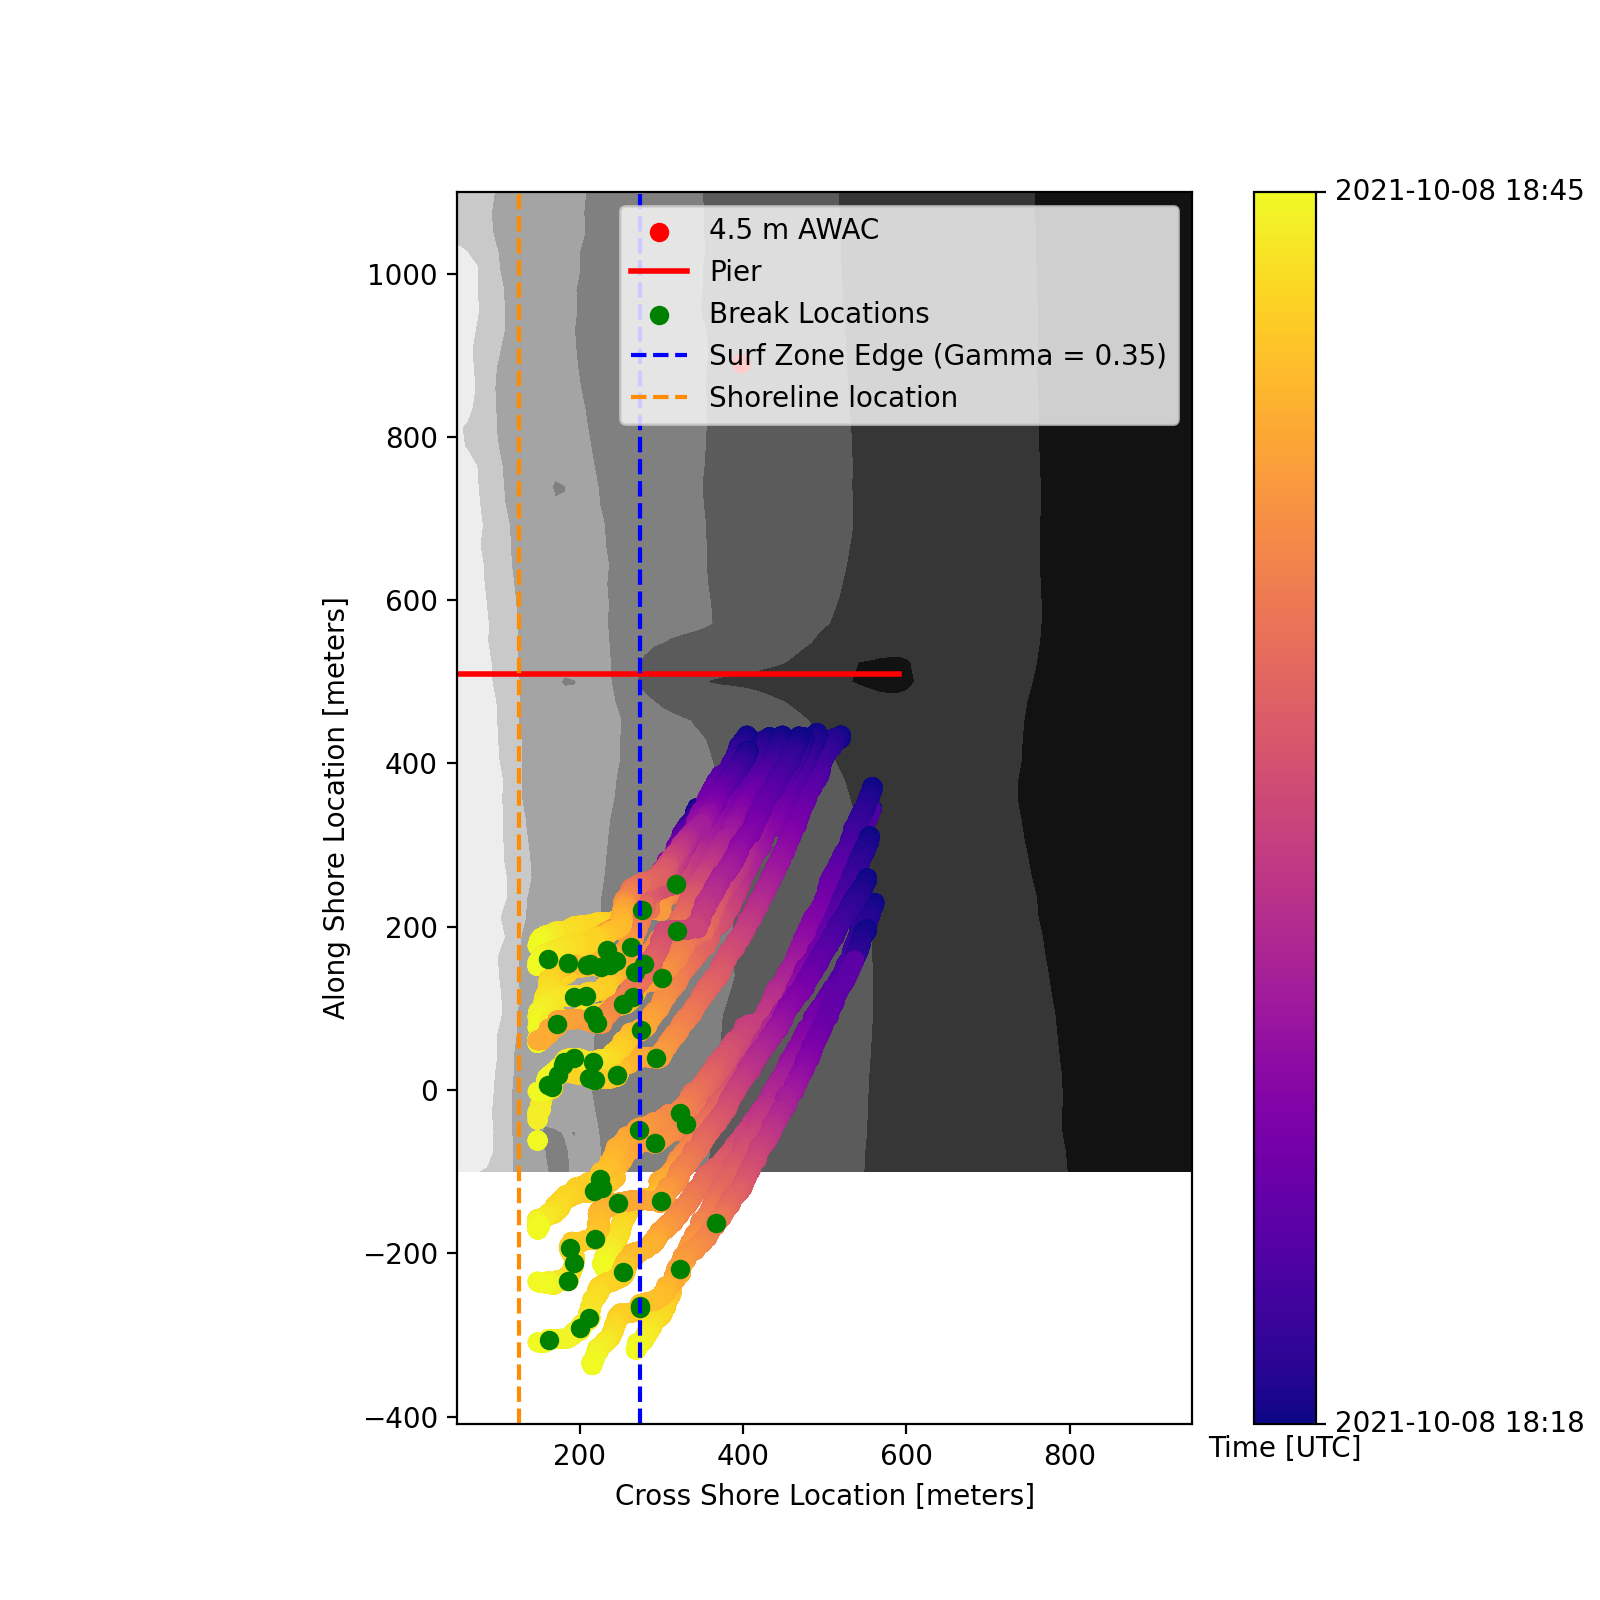 2021-10-08 18:45
4.5 m AWAC
Pier
Break Locations
Surf Zone Edge (Gamma = 0.35)
Shoreline location
1000
800
600
400
200
0
−200
−400
Along Shore Location [meters]
200
400
600
800
Cross Shore Location [meters]
2021-10-08 18:18
Time [UTC]